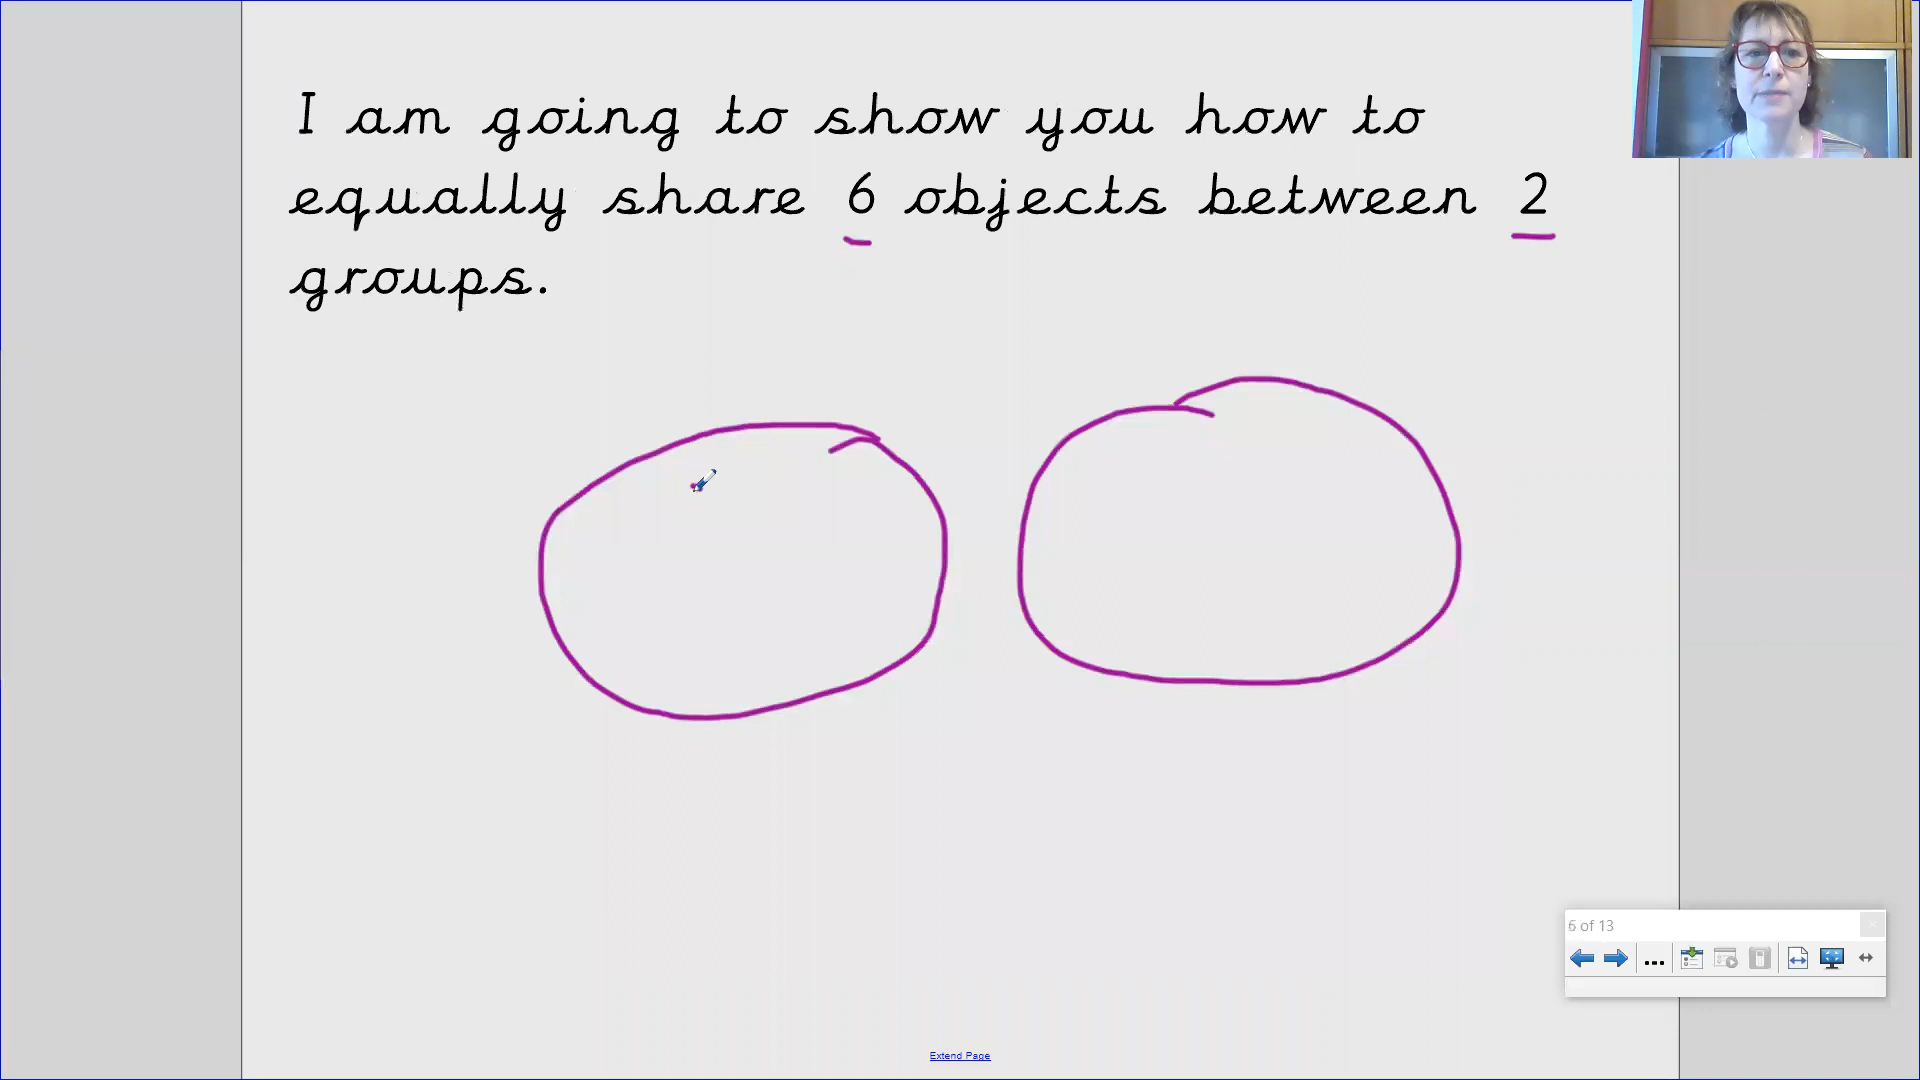 I am going to show you how to
equally share 6 objects between 2
groups.
6 of 13
Extend Page